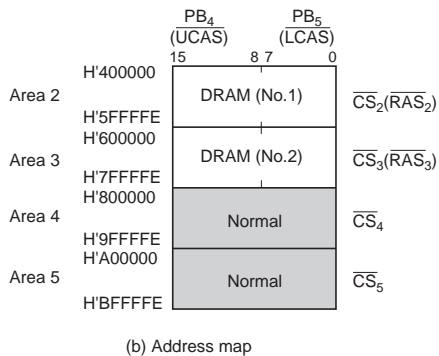 PB4 PB5
(UCAS) (LCAS)
15 8 7 0
H'400000
Area 2 DRAM (No.1) CS2(RAS2)
H'5FFFFE
H'600000
Area 3 DRAM (No.2) CS3(RAS3)
H'7FFFFE
H'800000
Area 4 Normal CS4
H'9FFFFE
H'A00000
Area 5 Normal CS5
H'BFFFFE
(b) Address map